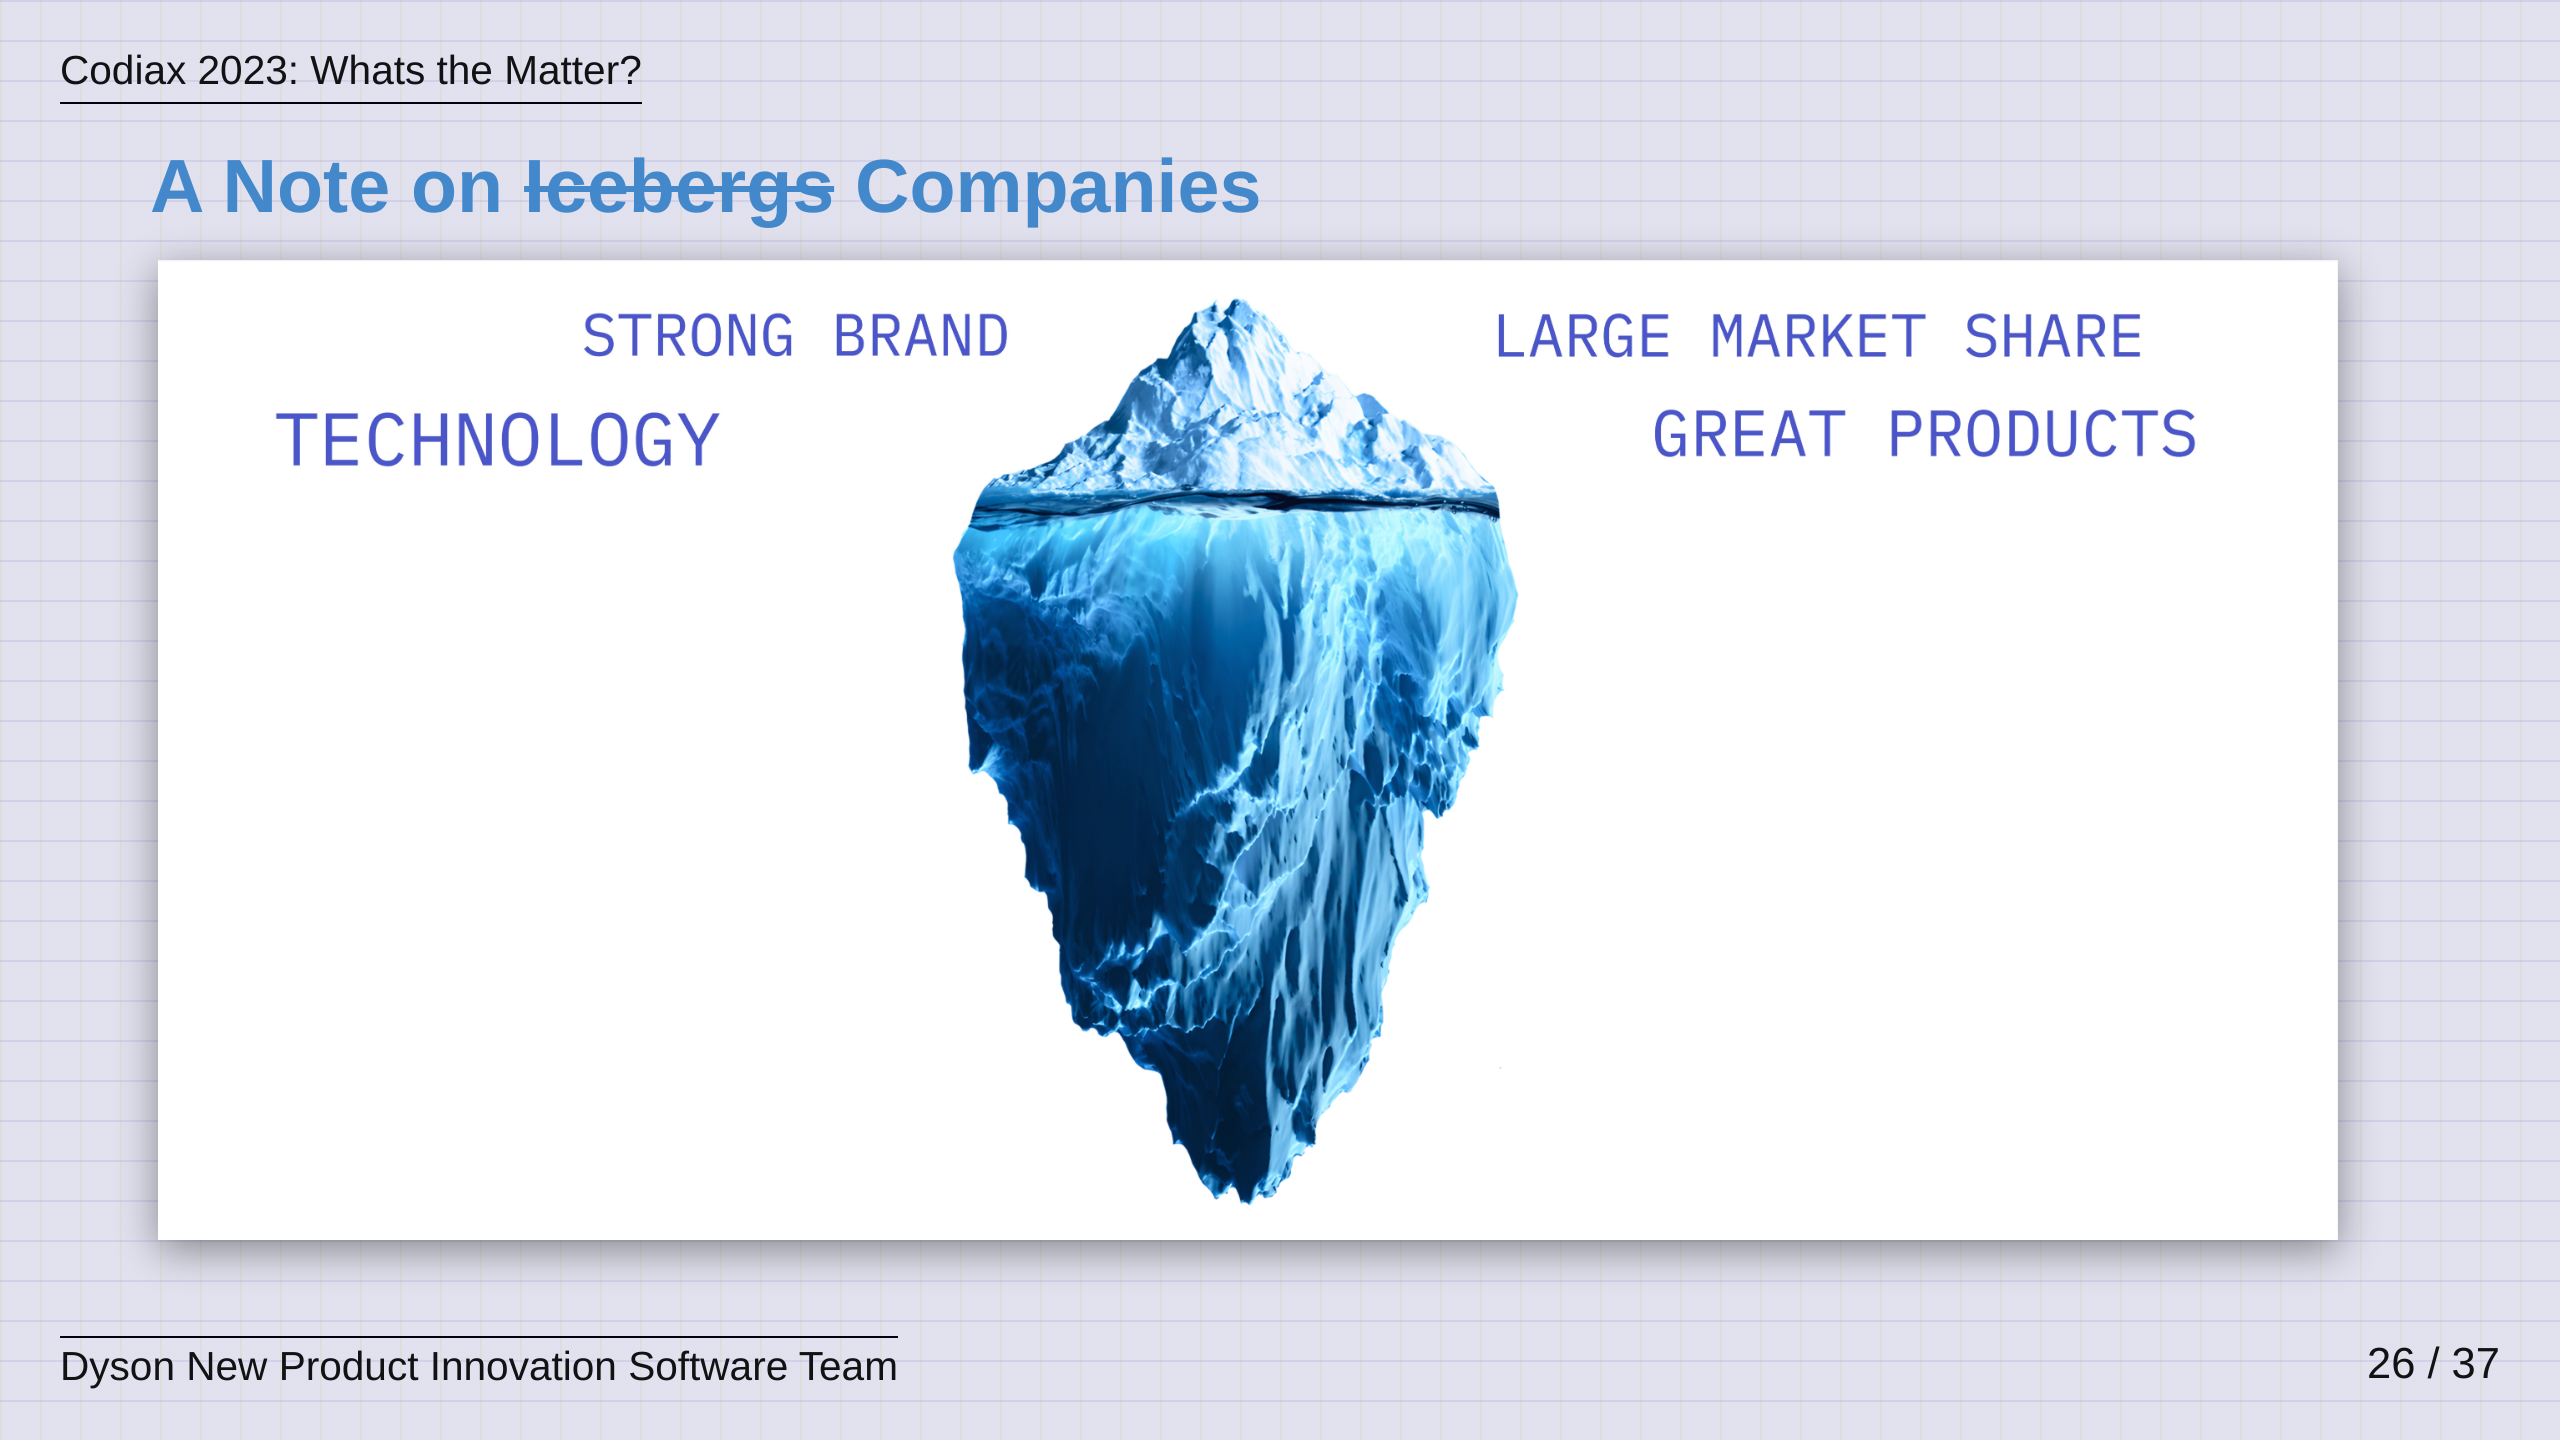 Codiax 2023: Whats the Matter?
A Note on Icebergs Companies
STRONG BRAND
LARGE MARKET SHARE
TECHNOLOGY
GREAT PRODUCTS
Dyson New Product Innovation Software Team
26 / 37